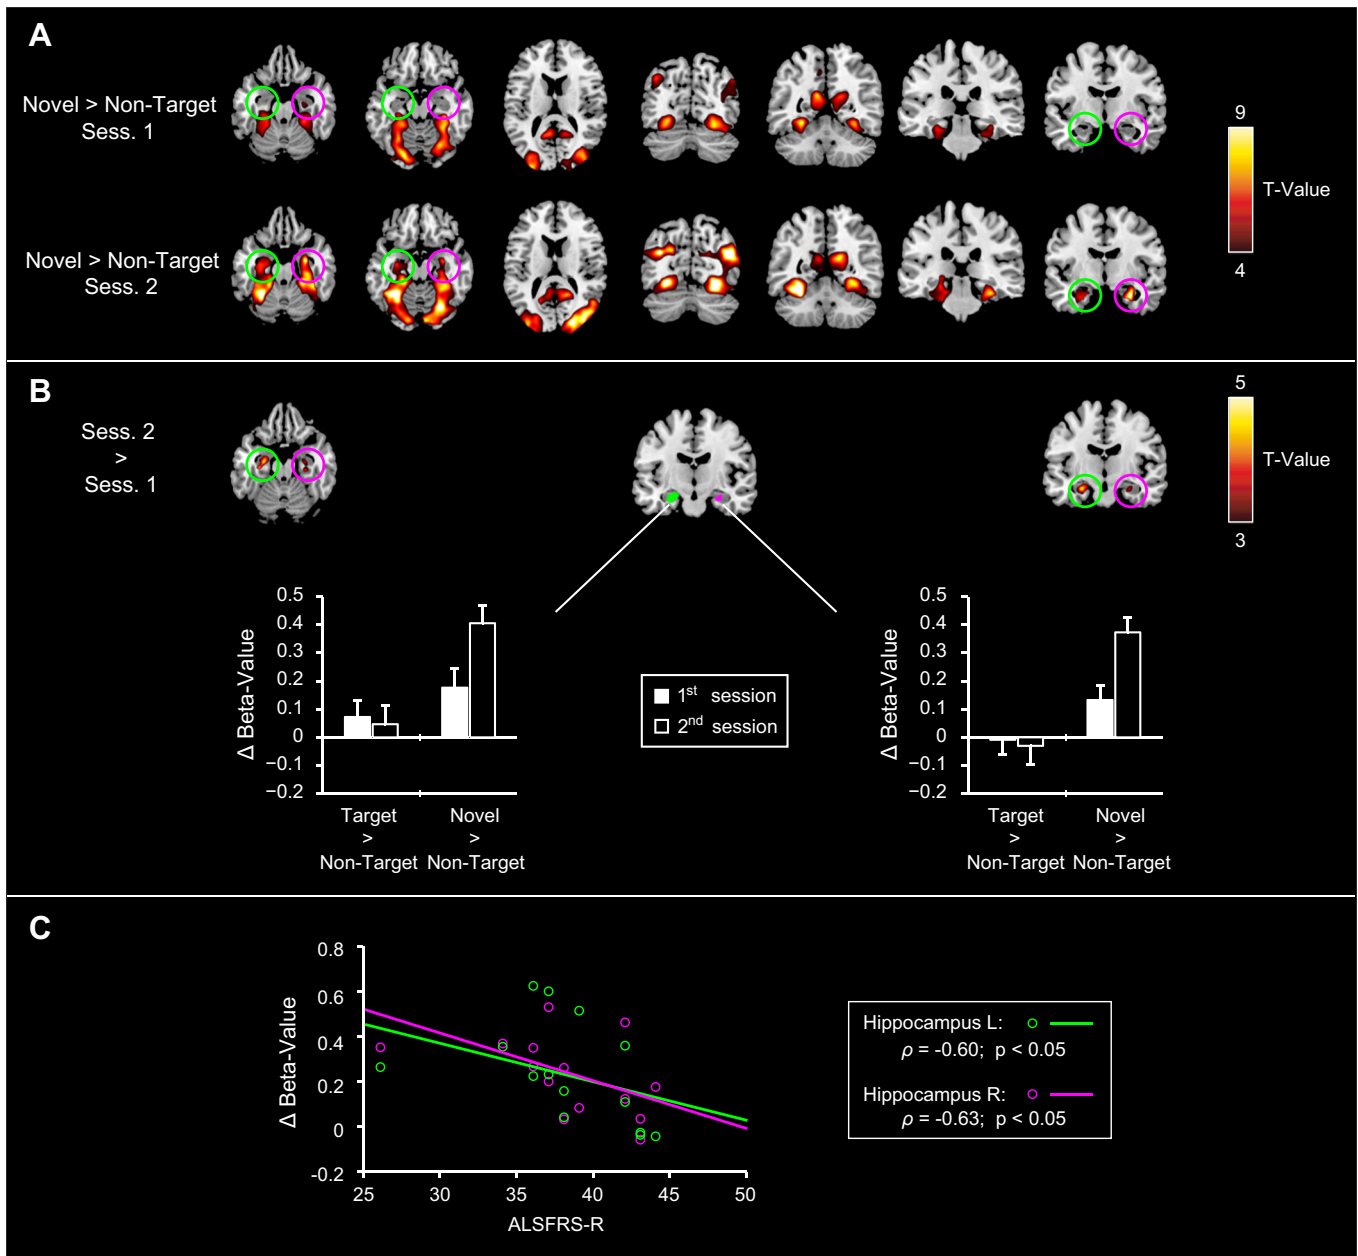 A
Novel > Non-Target
Sess. 1
9
T-Value
4
Novel > Non-Target
Sess. 2
B
Sess. 2
>
Sess. 1
5
T-Value
3
Δ Beta-Value
0.5
0.4
0.3
0.2
0.1
0
−0.1
−0.2
Target
>
Non-Target
Novel
>
Non-Target
1st session
2nd session
Δ Beta-Value
0.5
0.4
0.3
0.2
0.1
0
−0.1
−0.2
Target
>
Non-Target
Novel
>
Non-Target
C
Δ Beta-Value
0.8
0.6
0.4
0.2
0
-0.2
25
30
35
40
45
50
ALSFRS-R
Hippocampus L:
ρ = -0.60; p < 0.05
Hippocampus R:
ρ = -0.63; p < 0.05